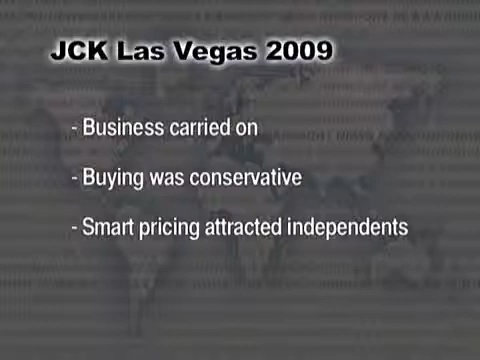 JCK Las Vegas 2009
- Business carried on
- Buying was conservative
- Smart pricing attracted independents